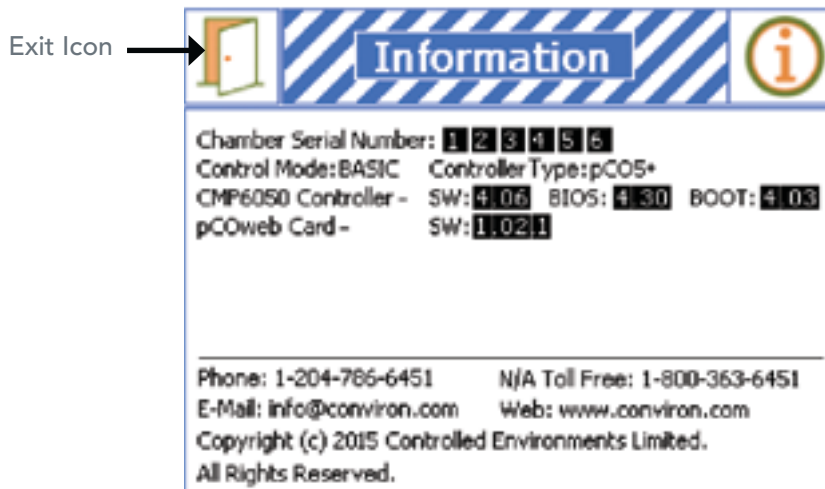 Exit Icon
Information
Chamber Serial Number: 1 2 3 4 5 6
Control Mode:BASIC ControllerType:pCO5+
CMP6050 Controller - SW: 4.06 BIOS: 4.30 BOOT: 4.03
pCOweb Card - SW: 1.02.1
Phone: 1-204-786-6451 N/A Toll Free: 1-800-363-6451
E-Mail: info@conviron.com Web: www.conviron.com
Copyright (c) 2015 Controlled Environments Limited.
All Rights Reserved.